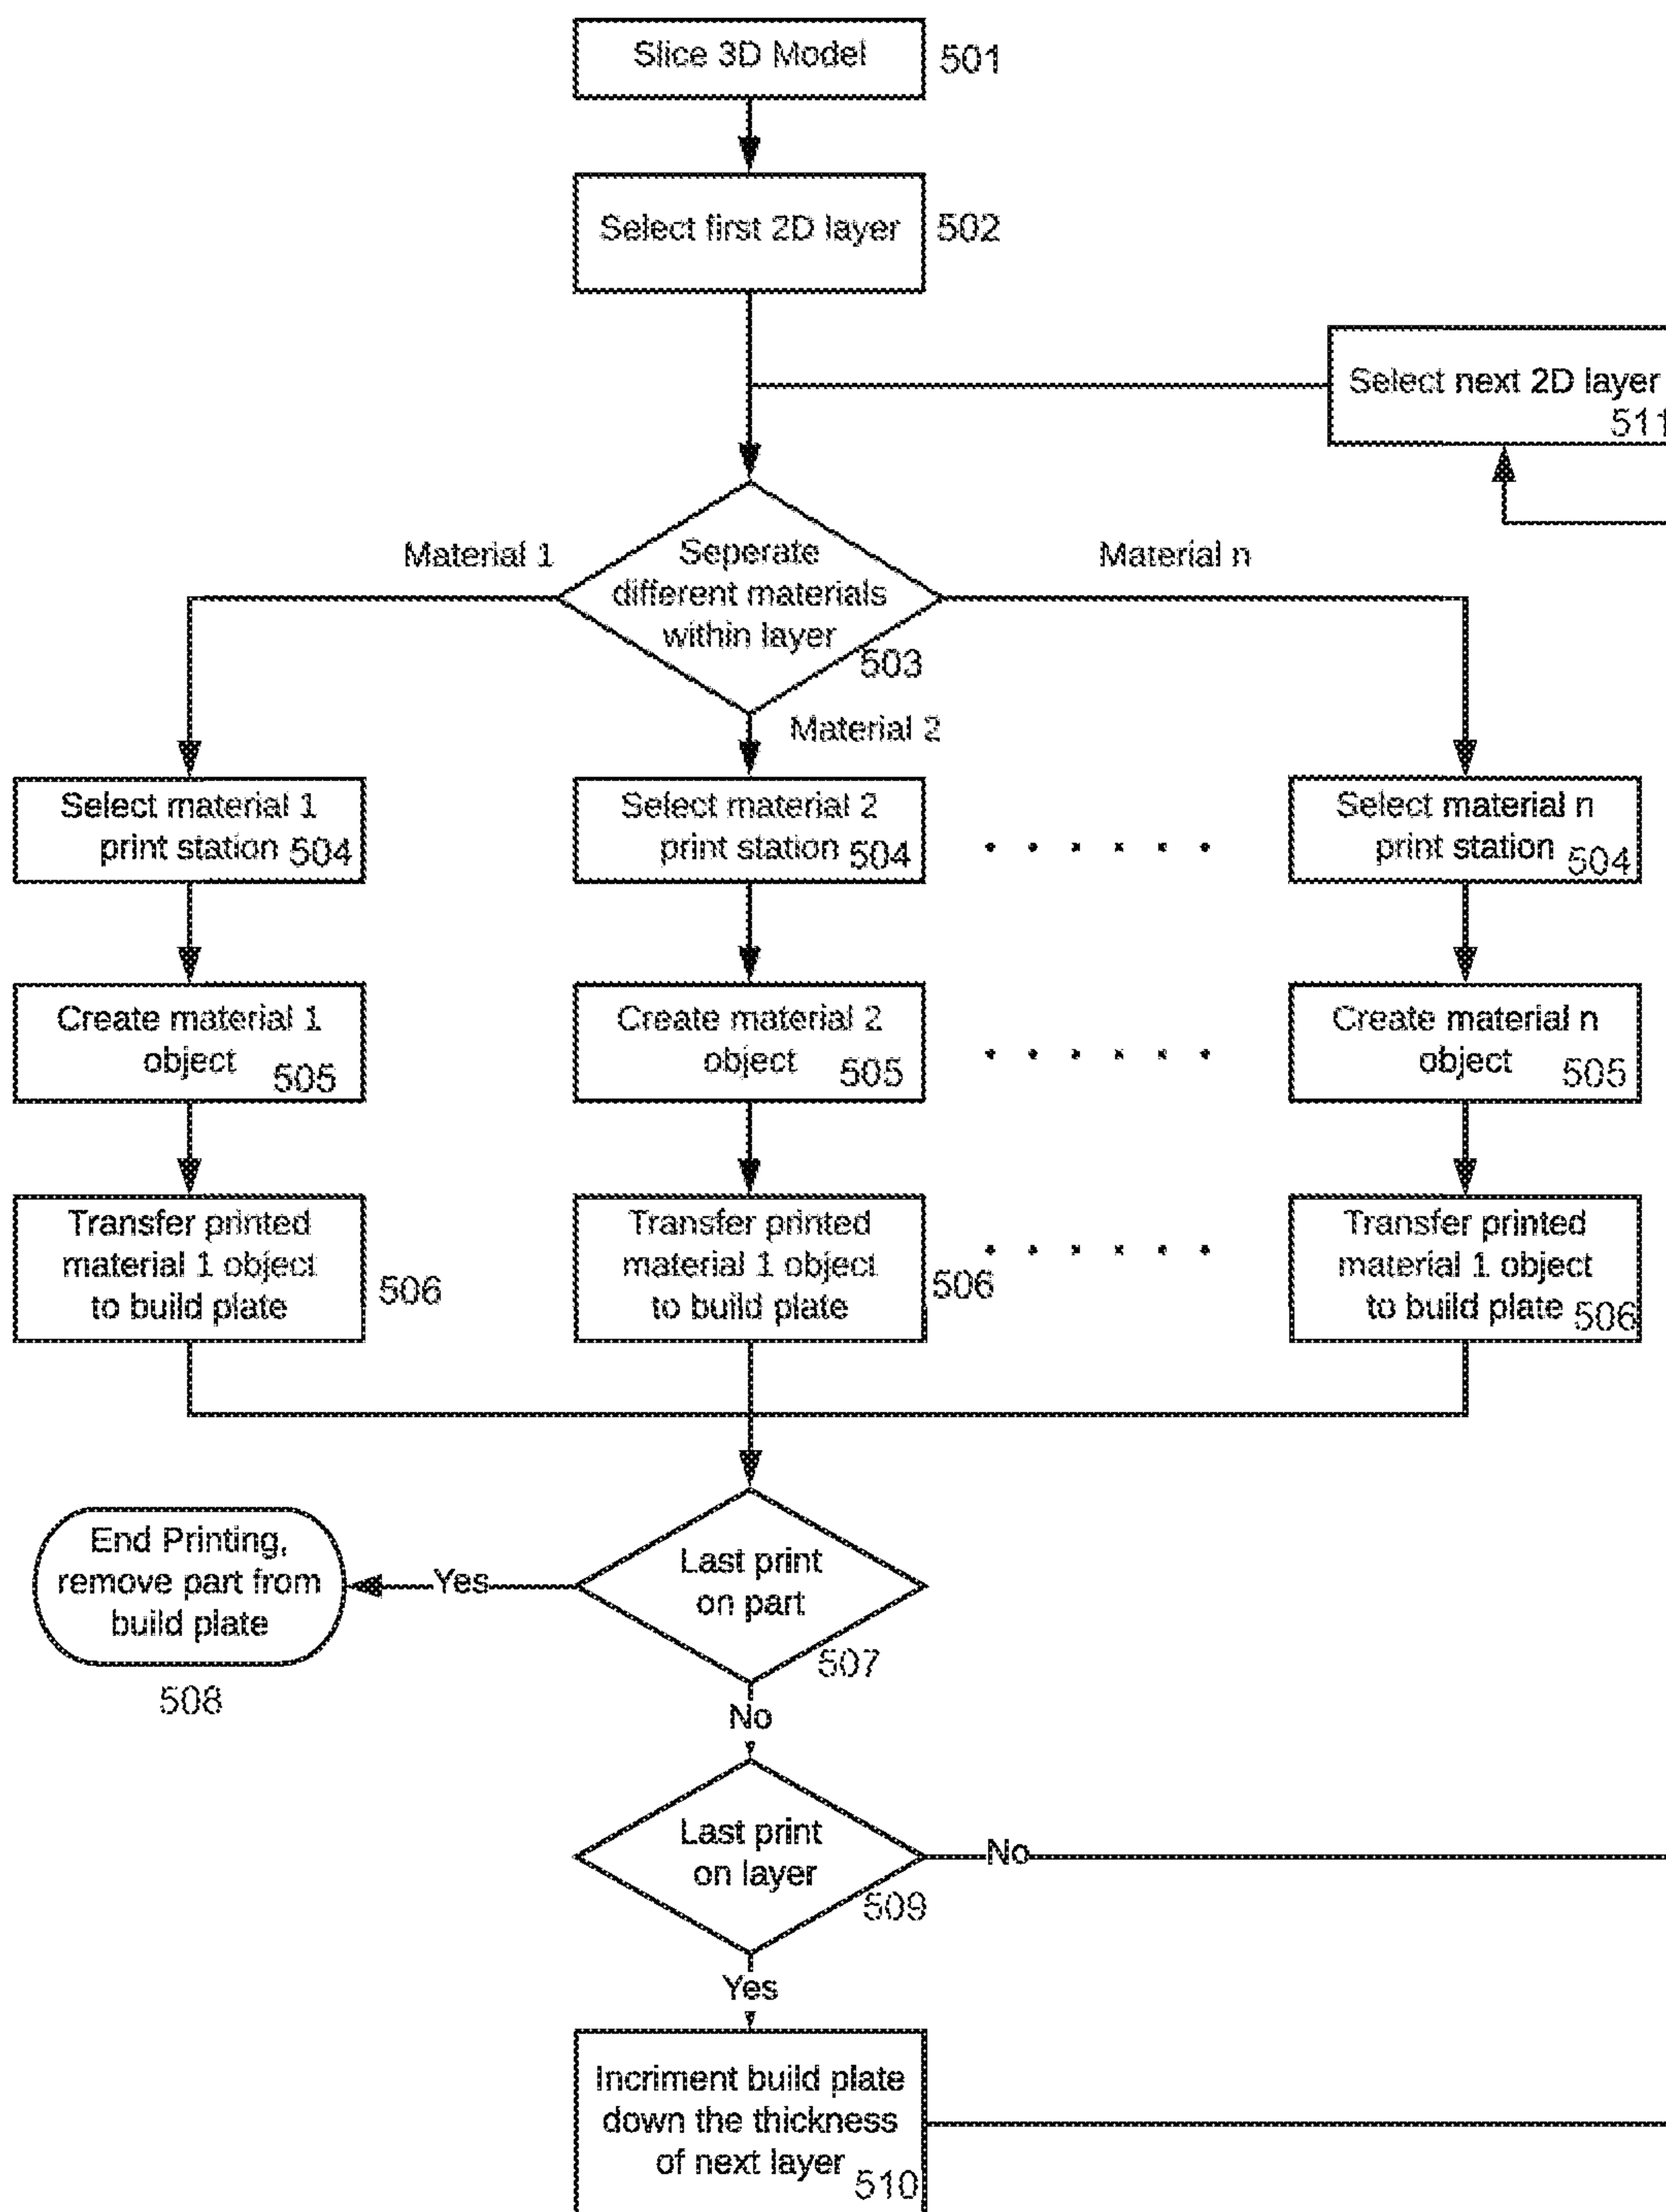 Slice 3D Model
501
Select first 2D layer
502
Select next 2D layer
511
Material 1
Seperate
different materials
within layer
503
Material n
Material 2
Select material 1
print station 504
Select material 2
print station 504
Select material n
print station 504
Create material 1
object 505
Create material 2
object 505
Create material n
object 505
Transfer printed
material 1 object
to build plate
506
Transfer printed
material 1 object
to build plate
506
Transfer printed
material 1 object
to build plate 506
End Printing,
remove part from
build plate
508
Yes
Last print
on part
507
No
Last print
on layer
509
No
Yes
Incriment build plate
down the thickness
of next layer
510